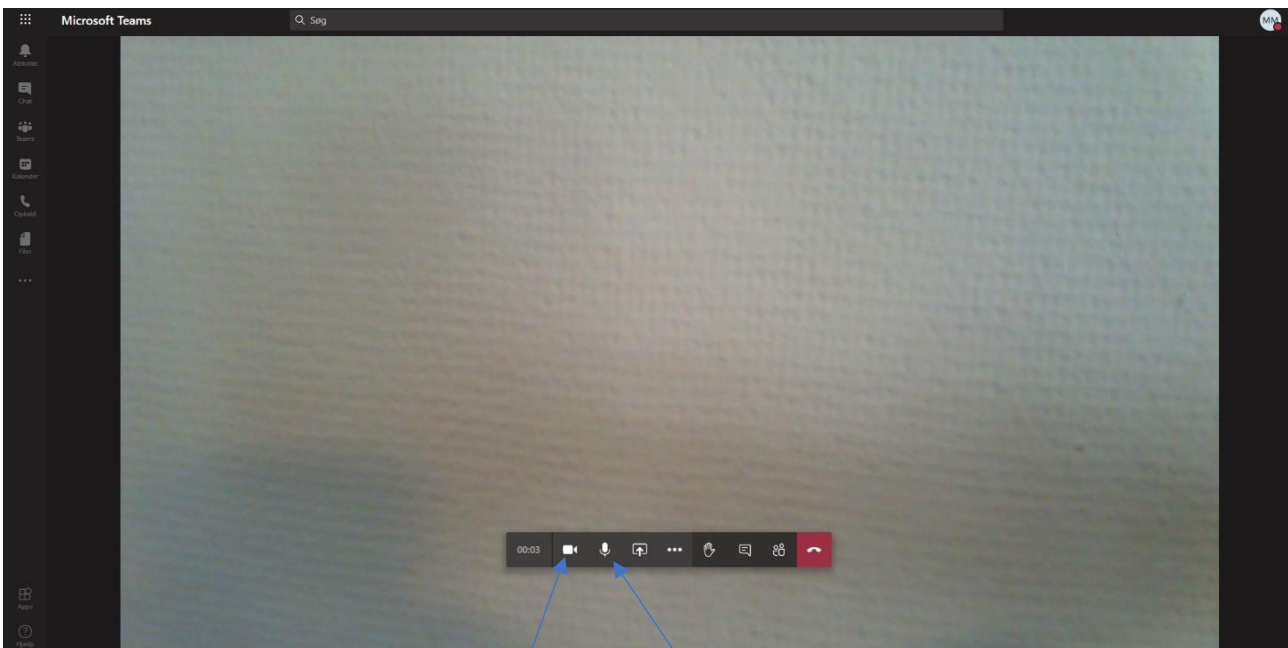 Microsoft Teams
Søg
MM
Aktivitet
Chat
Teams
Kalender
Opkald
Filer
00:03
Apps
Hjælp